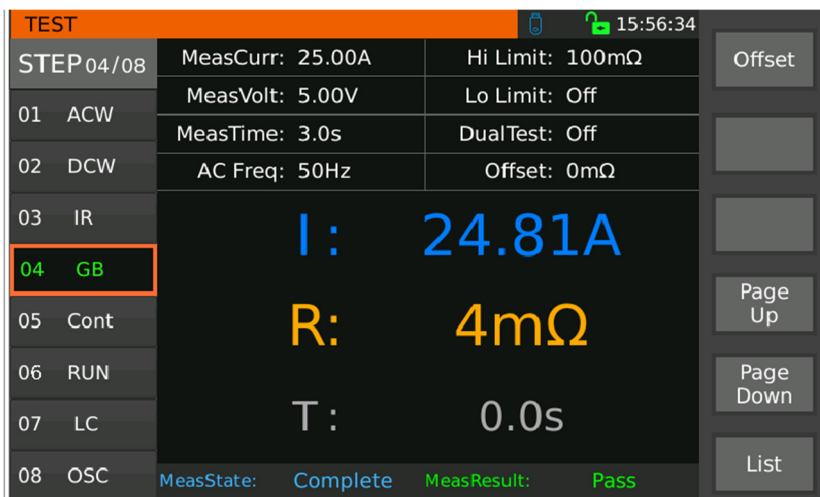 TEST 15:56:34
STEP 04/08
MeasCurr: 25.00A Hi Limit: 100mΩ
MeasVolt: 5.00V Lo Limit: Off
MeasTime: 3.0s DualTest: Off
AC Freq: 50Hz Offset: 0mΩ
01 ACW
02 DCW
03 IR
04 GB
05 Cont
06 RUN
07 LC
08 OSC
I: 24.81A
R: 4mΩ
T: 0.0s
MeasState: Complete MeasResult: Pass
Offset
Page
Up
Page
Down
List